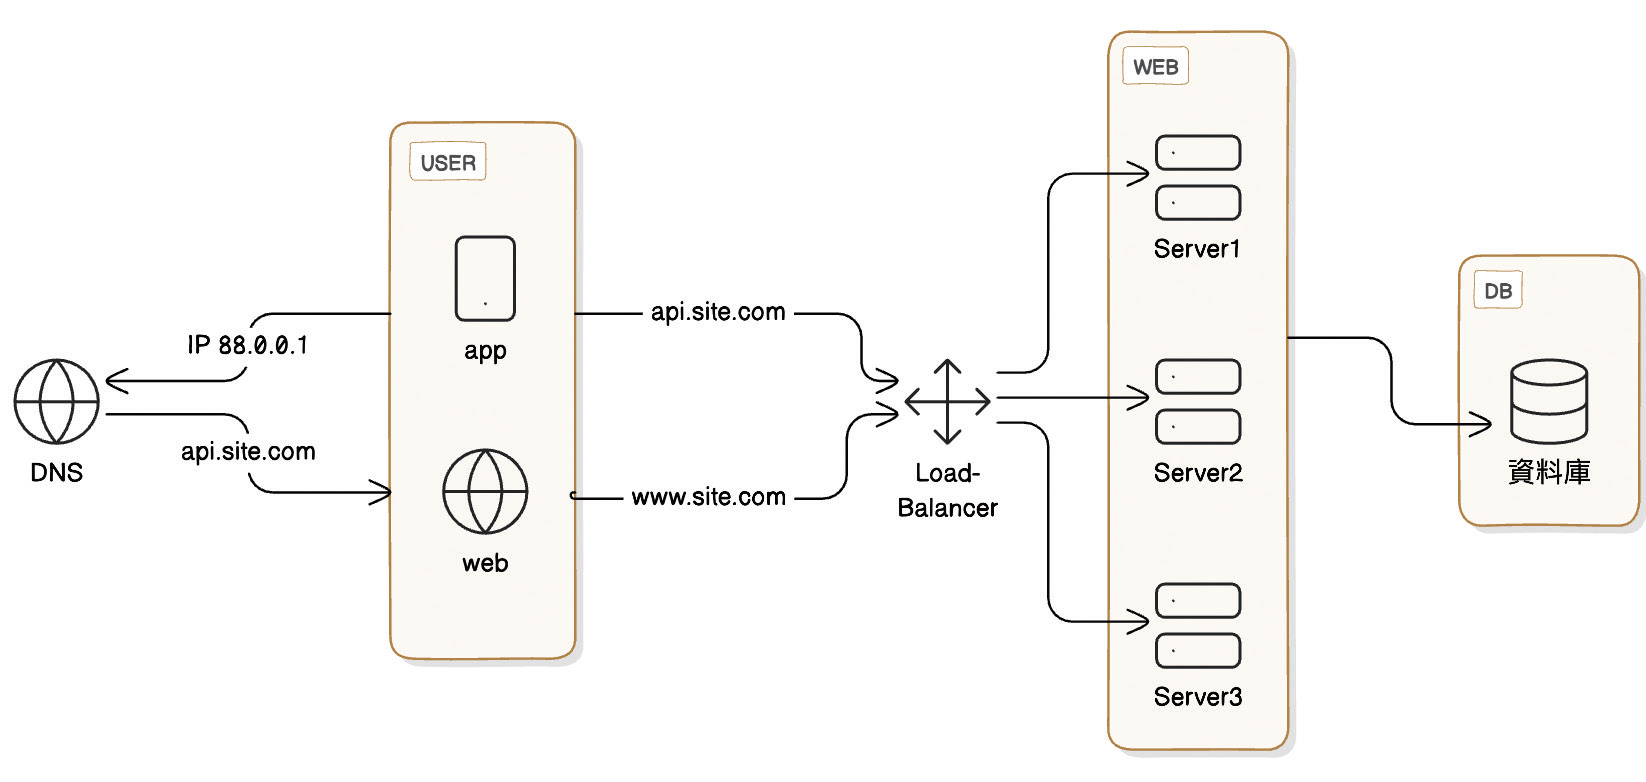 USER
app
IP 88.0.0.1
DNS
api.site.com
web
api.site.com
www.site.com
Load-
Balancer
WEB
Server1
Server2
Server3
DB
資料庫